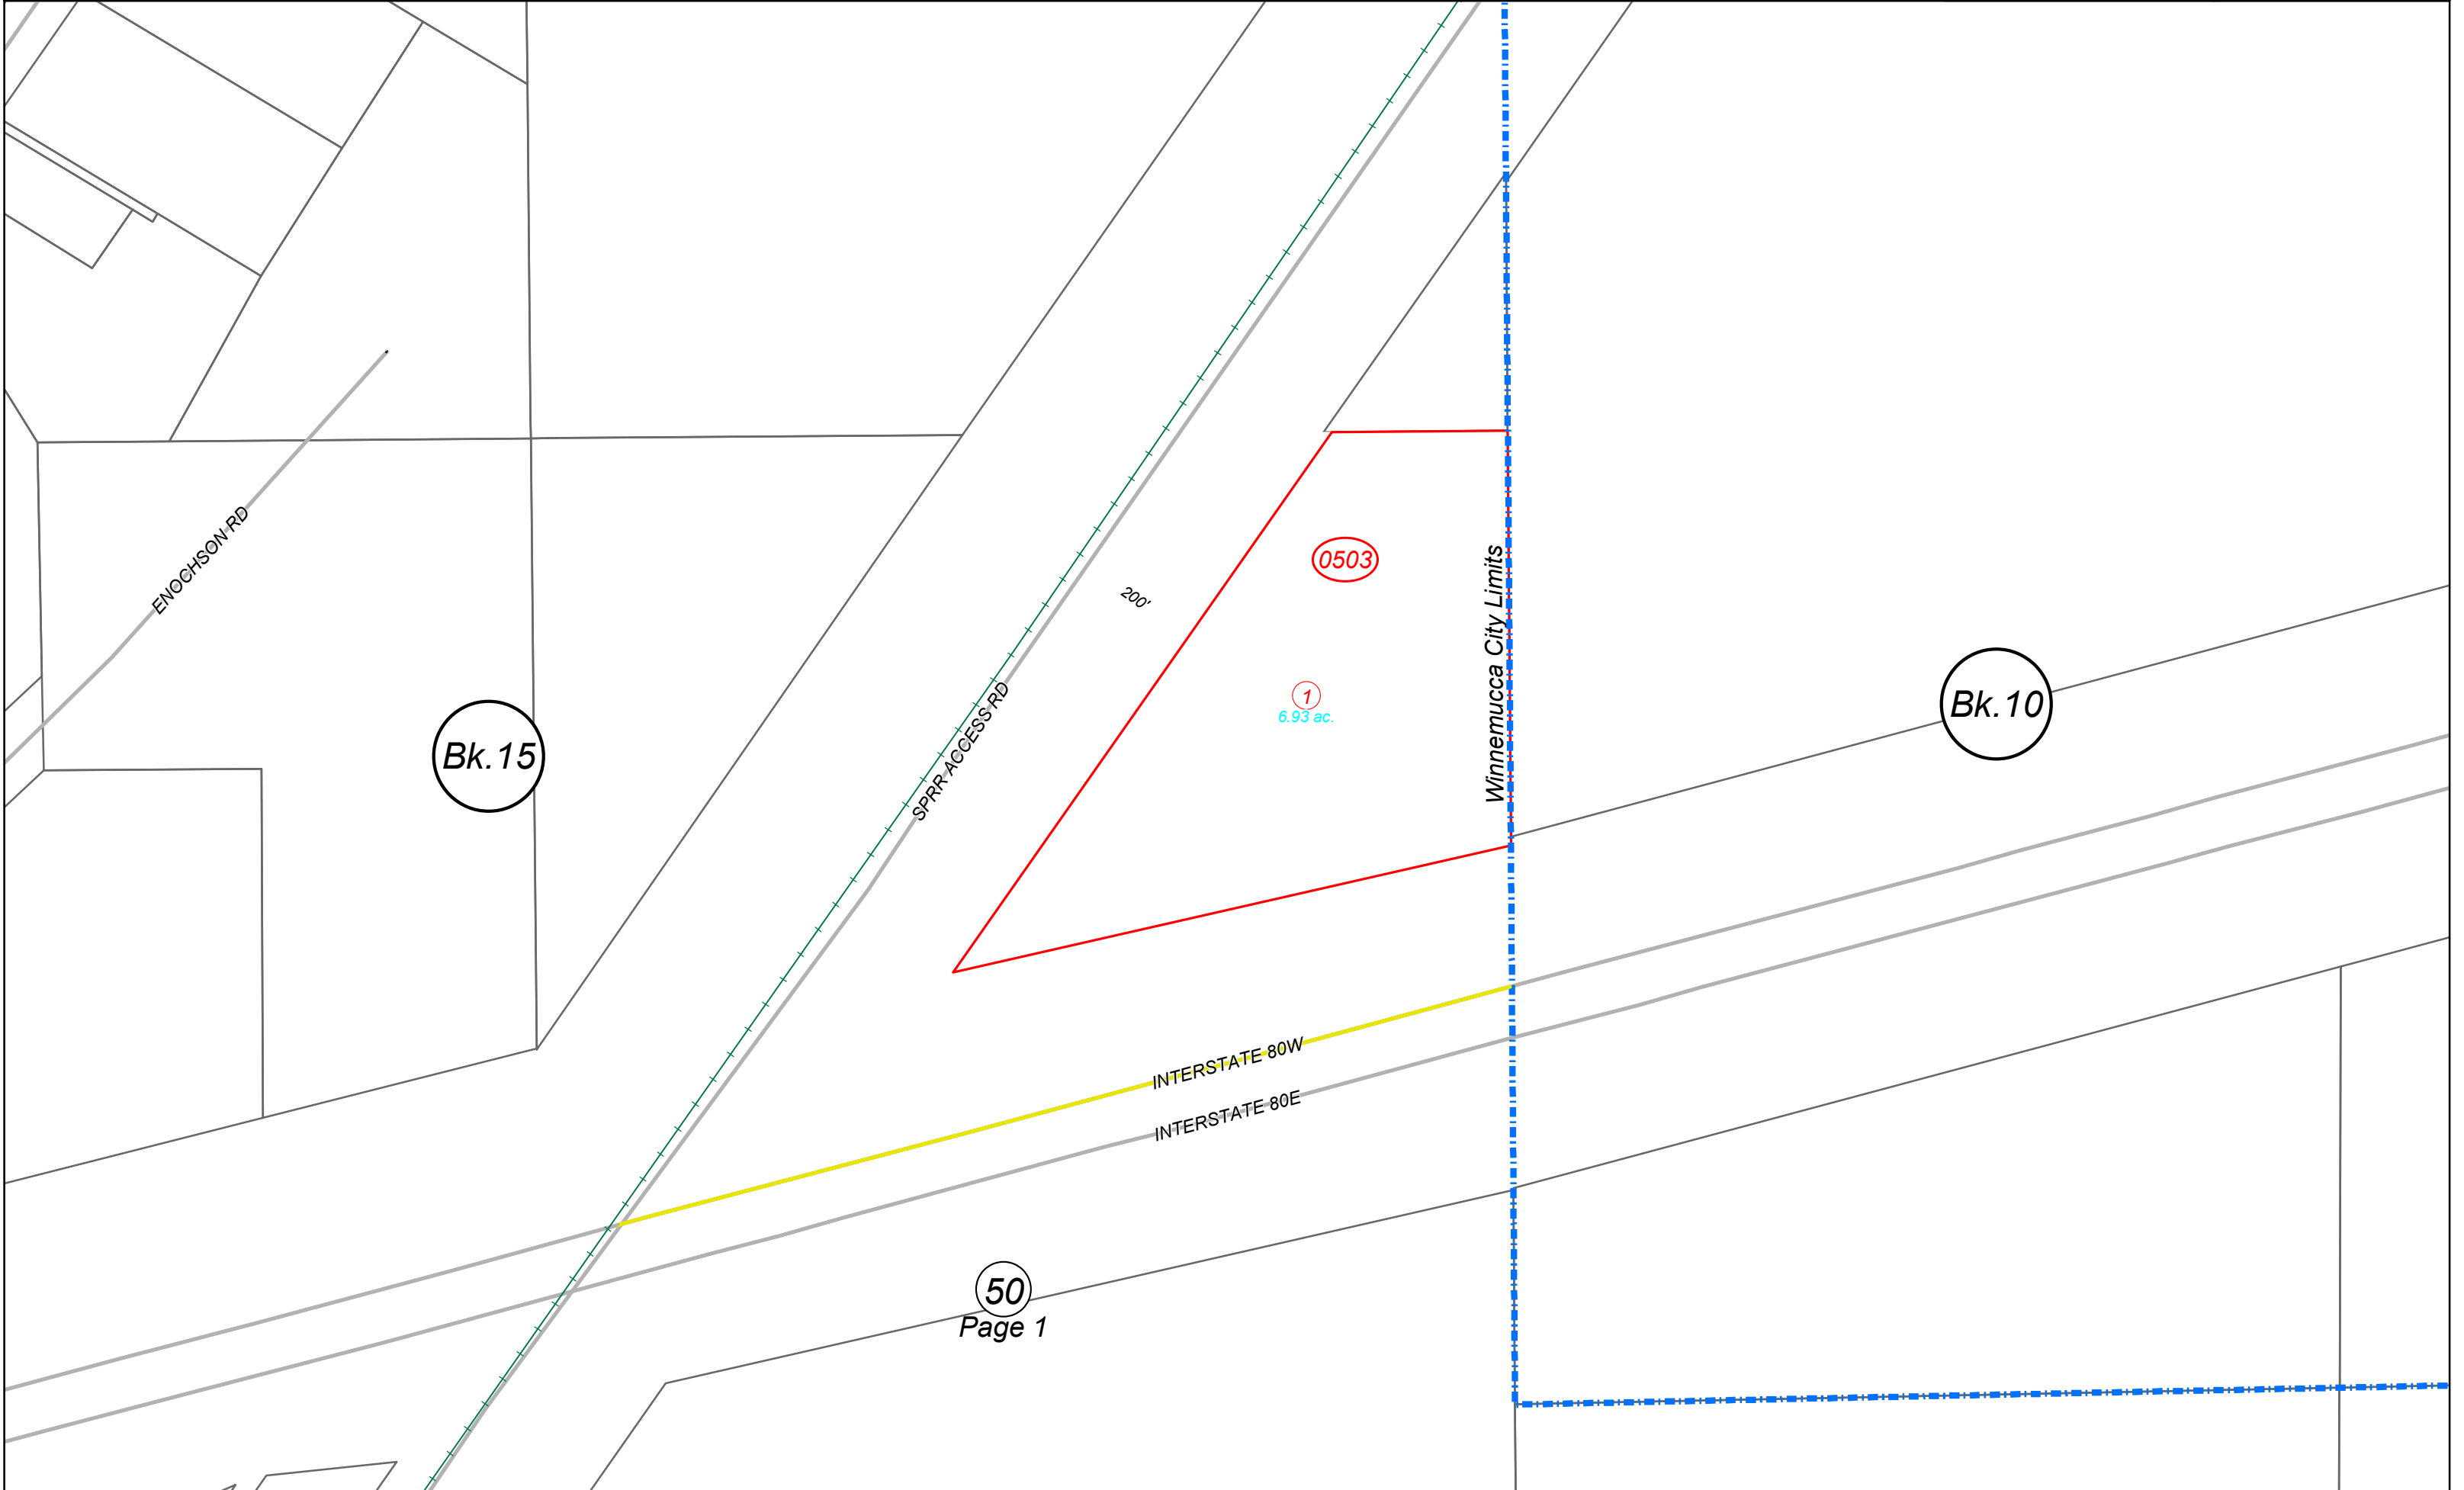 ENOCHSON RD
0503
200'
Winnemucca City Limits
1
6.93 ac.
SPRR ACCESS RD
Bk.15
Bk.10
INTERSTATE 80W
INTERSTATE 80E
50
Page 1